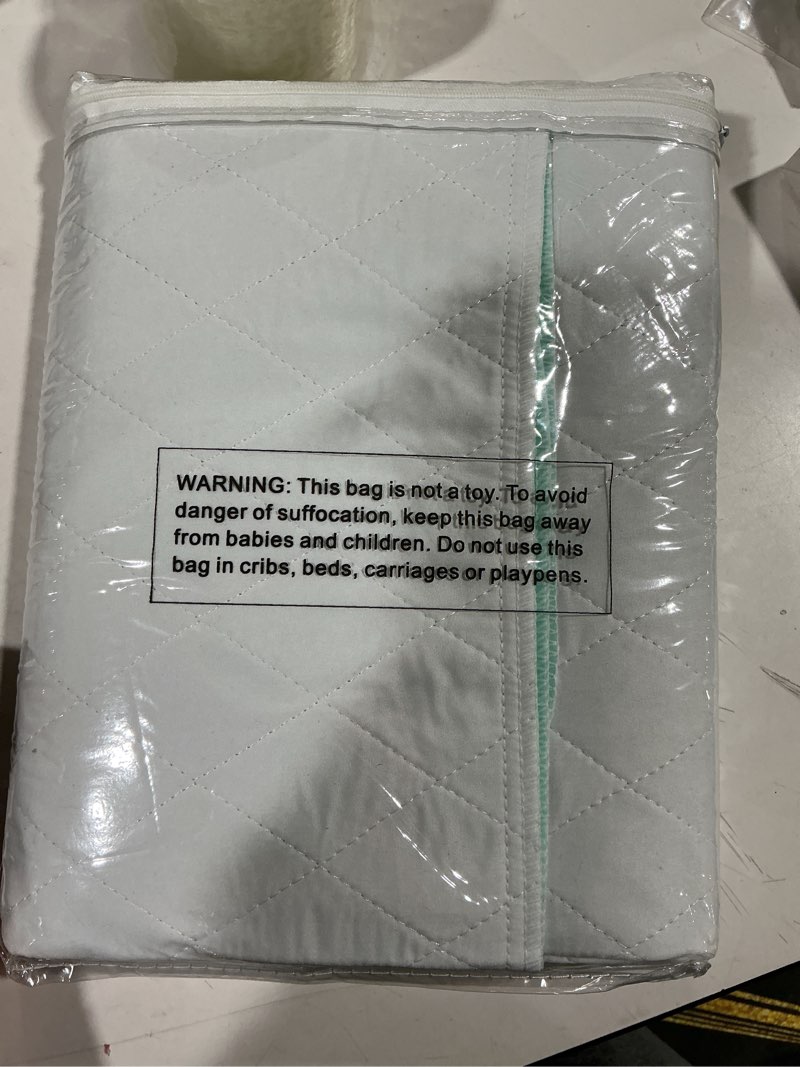 WARNING: This bag is not a toy. To avoid
danger of suffocation, keep this bag away
from babies and children. Do not use this
bag in cribs, beds, carriages or playpens.